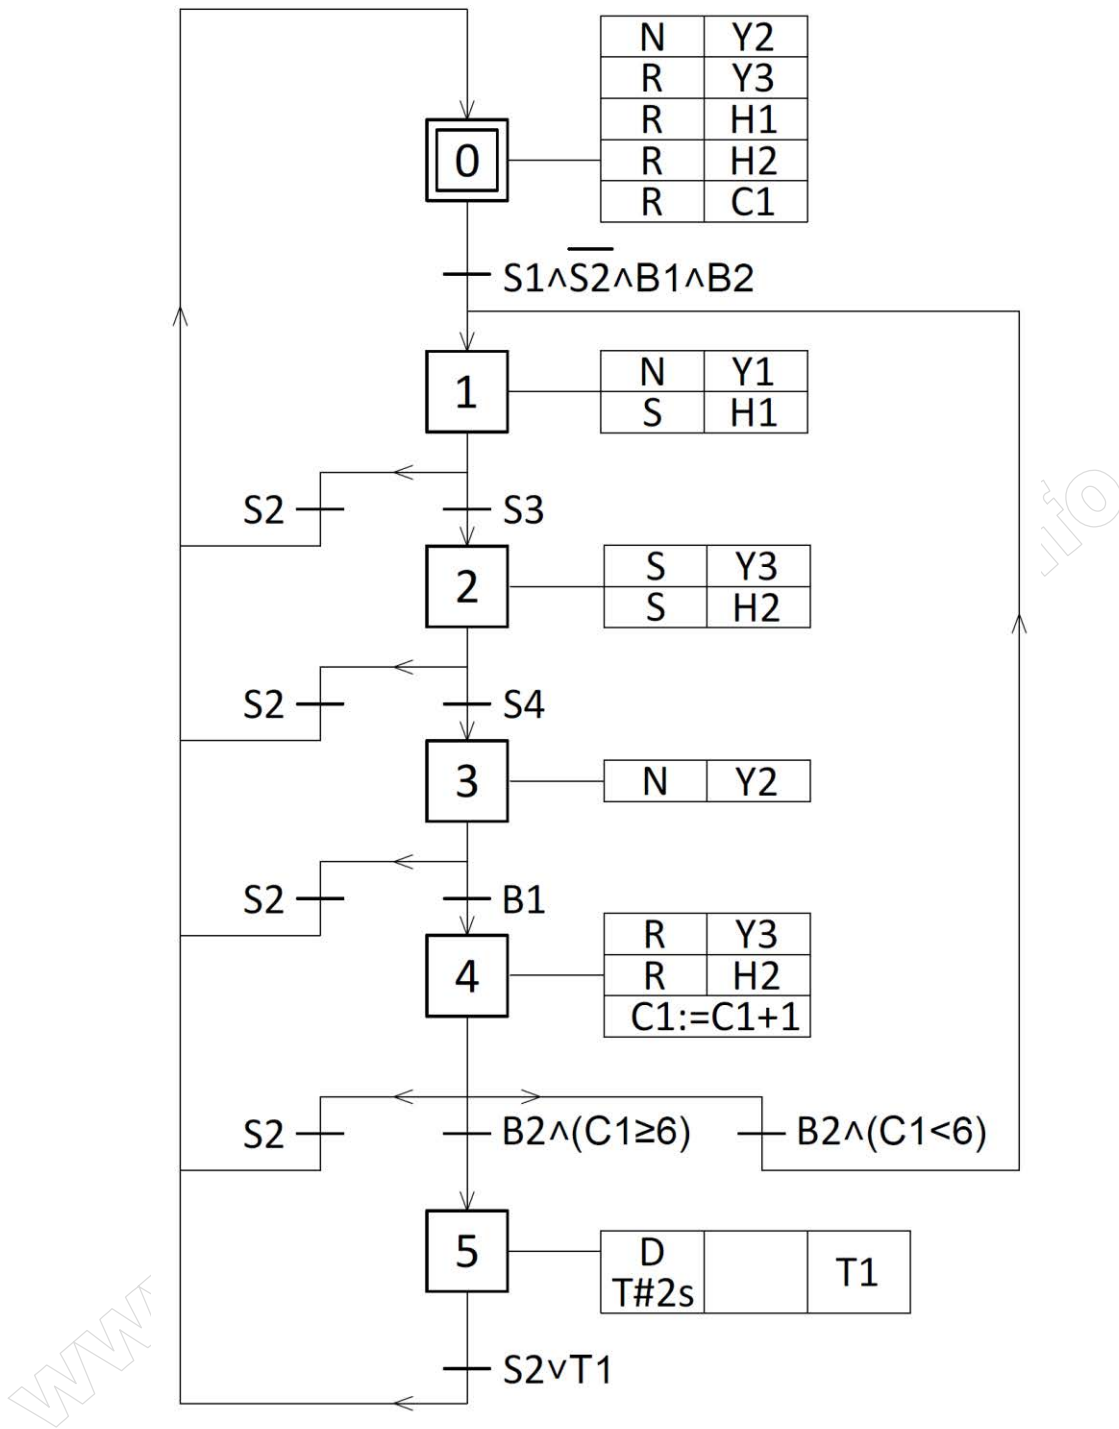 N Y2
R Y3
R H1
R H2
R C1
0
S1∧S̅2̅∧B1∧B2
1
N Y1
S H1
S2
S3
2
S Y3
S H2
S2
S4
3
N Y2
S2
B1
4
R Y3
R H2
C1:=C1+1
S2
B2∧(C1≥6)
B2∧(C1<6)
5
D
T#2s
T1
S2∨T1